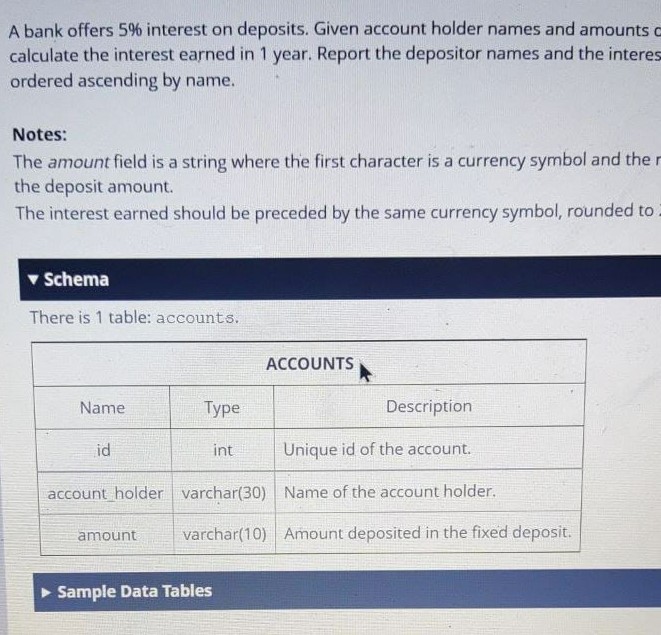 A bank offers 5% interest on deposits. Given account holder names and amounts
calculate the interest earned in 1 year. Report the depositor names and the
ordered ascending by name.
Notes:
The amount field is a string where the first character is a currency symbol and the
the deposit amount.
The interest earned should be preceded by the same currency symbol, rounded to
▼ Schema
There is 1 table: accounts.
ACCOUNTS
Name Type Description
id int Unique id of the account.
account_holder varchar(30) Name of the account holder.
amount varchar(10) Amount deposited in the fixed deposit.
► Sample Data Tables